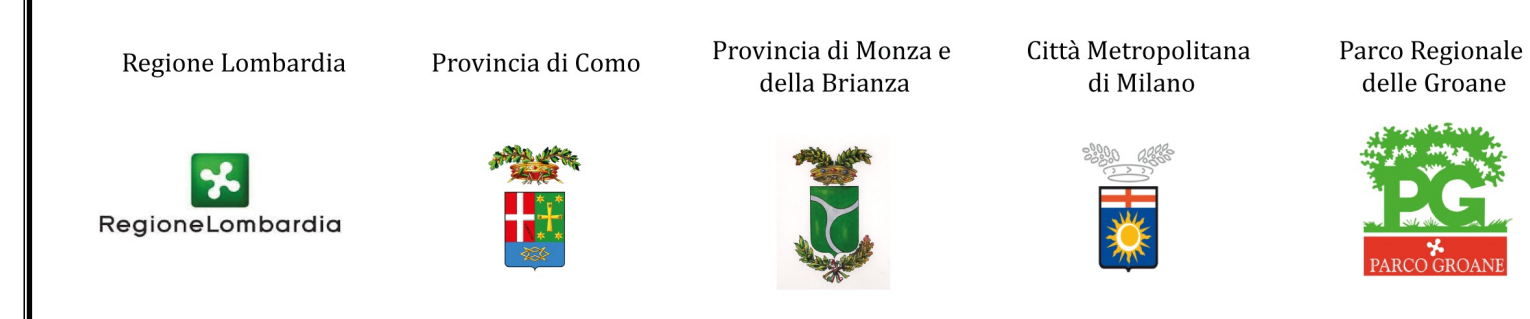 Regione Lombardia
Provincia di Como
Provincia di Monza e
della Brianza
Città Metropolitana
di Milano
Parco Regionale
delle Groane
RegioneLombardia
PG
PARCO GROANE